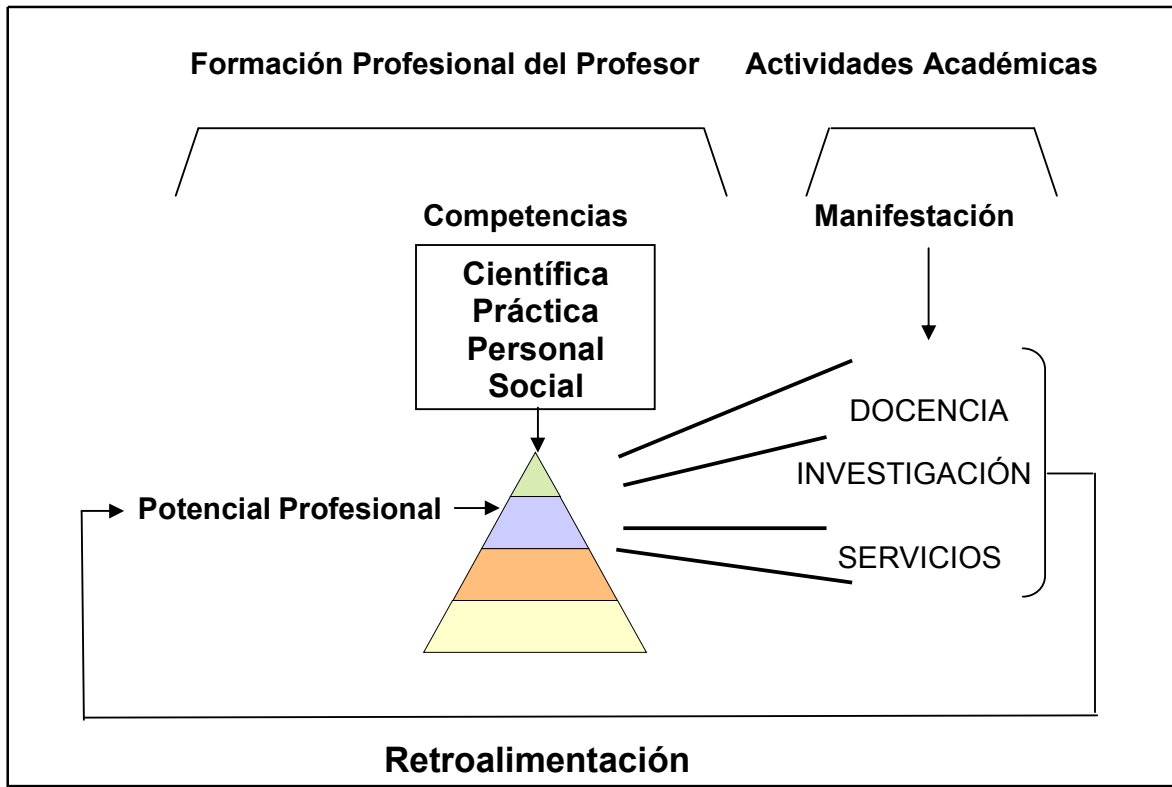 Formación Profesional del Profesor
Actividades Académicas
Competencias
Manifestación
Científica
Práctica
Personal
Social
DOCENCIA
INVESTIGACIÓN
Potencial Profesional
SERVICIOS
Retroalimentación